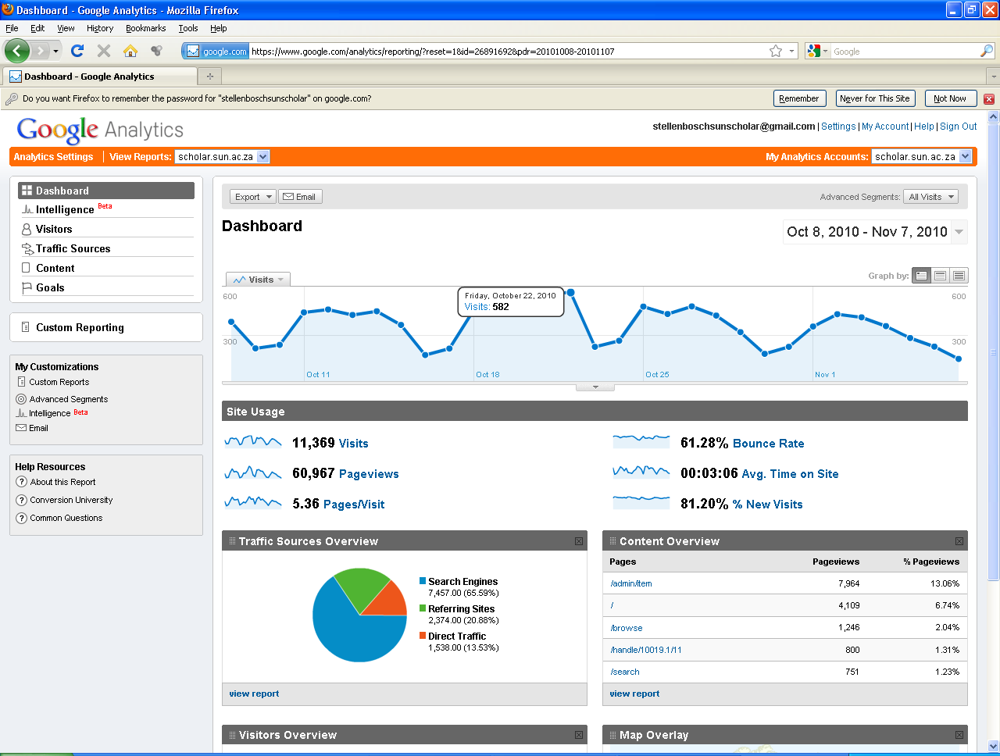 Dashboard - Google Analytics - Mozilla Firefox
File Edit View History Bookmarks Tools Help
google.com https://www.google.com/analytics/reporting/?reset=1&id=26891692&pdr=20101008-20101107 Google
Dashboard - Google Analytics
Do you want Firefox to remember the password for "stellenboschsunscholar" on google.com? Remember Never for This Site Not Now
Google Analytics
stellenboschsunscholar@gmail.com | Settings | My Account | Help | Sign Out
Analytics Settings | View Reports: scholar.sun.ac.za My Analytics Accounts: scholar.sun.ac.za
Dashboard
Intelligence Beta
Visitors
Traffic Sources
Content
Goals
Custom Reporting
My Customizations
Custom Reports
Advanced Segments
Intelligence Beta
Email
Help Resources
About this Report
Conversion University
Common Questions
Export Email Advanced Segments: All Visits
Dashboard
Oct 8, 2010 - Nov 7, 2010
Visits Graph by:
600 600
Friday, October 22, 2010
Visits: 582
300 300
Oct 11 Oct 18 Oct 25 Nov 1
Site Usage
11,369 Visits
60,967 Pageviews
5.36 Pages/Visit
61.28% Bounce Rate
00:03:06 Avg. Time on Site
81.20% % New Visits
Traffic Sources Overview
Search Engines
7,457.00 (65.59%)
Referring Sites
2,374.00 (20.88%)
Direct Traffic
1,538.00 (13.53%)
view report
Content Overview
Pages Pageviews % Pageviews
/admin/item 7,964 13.06%
/ 4,109 6.74%
/browse 1,246 2.04%
/handle/10019.1/11 800 1.31%
/search 751 1.23%
view report
Visitors Overview
Map Overlay